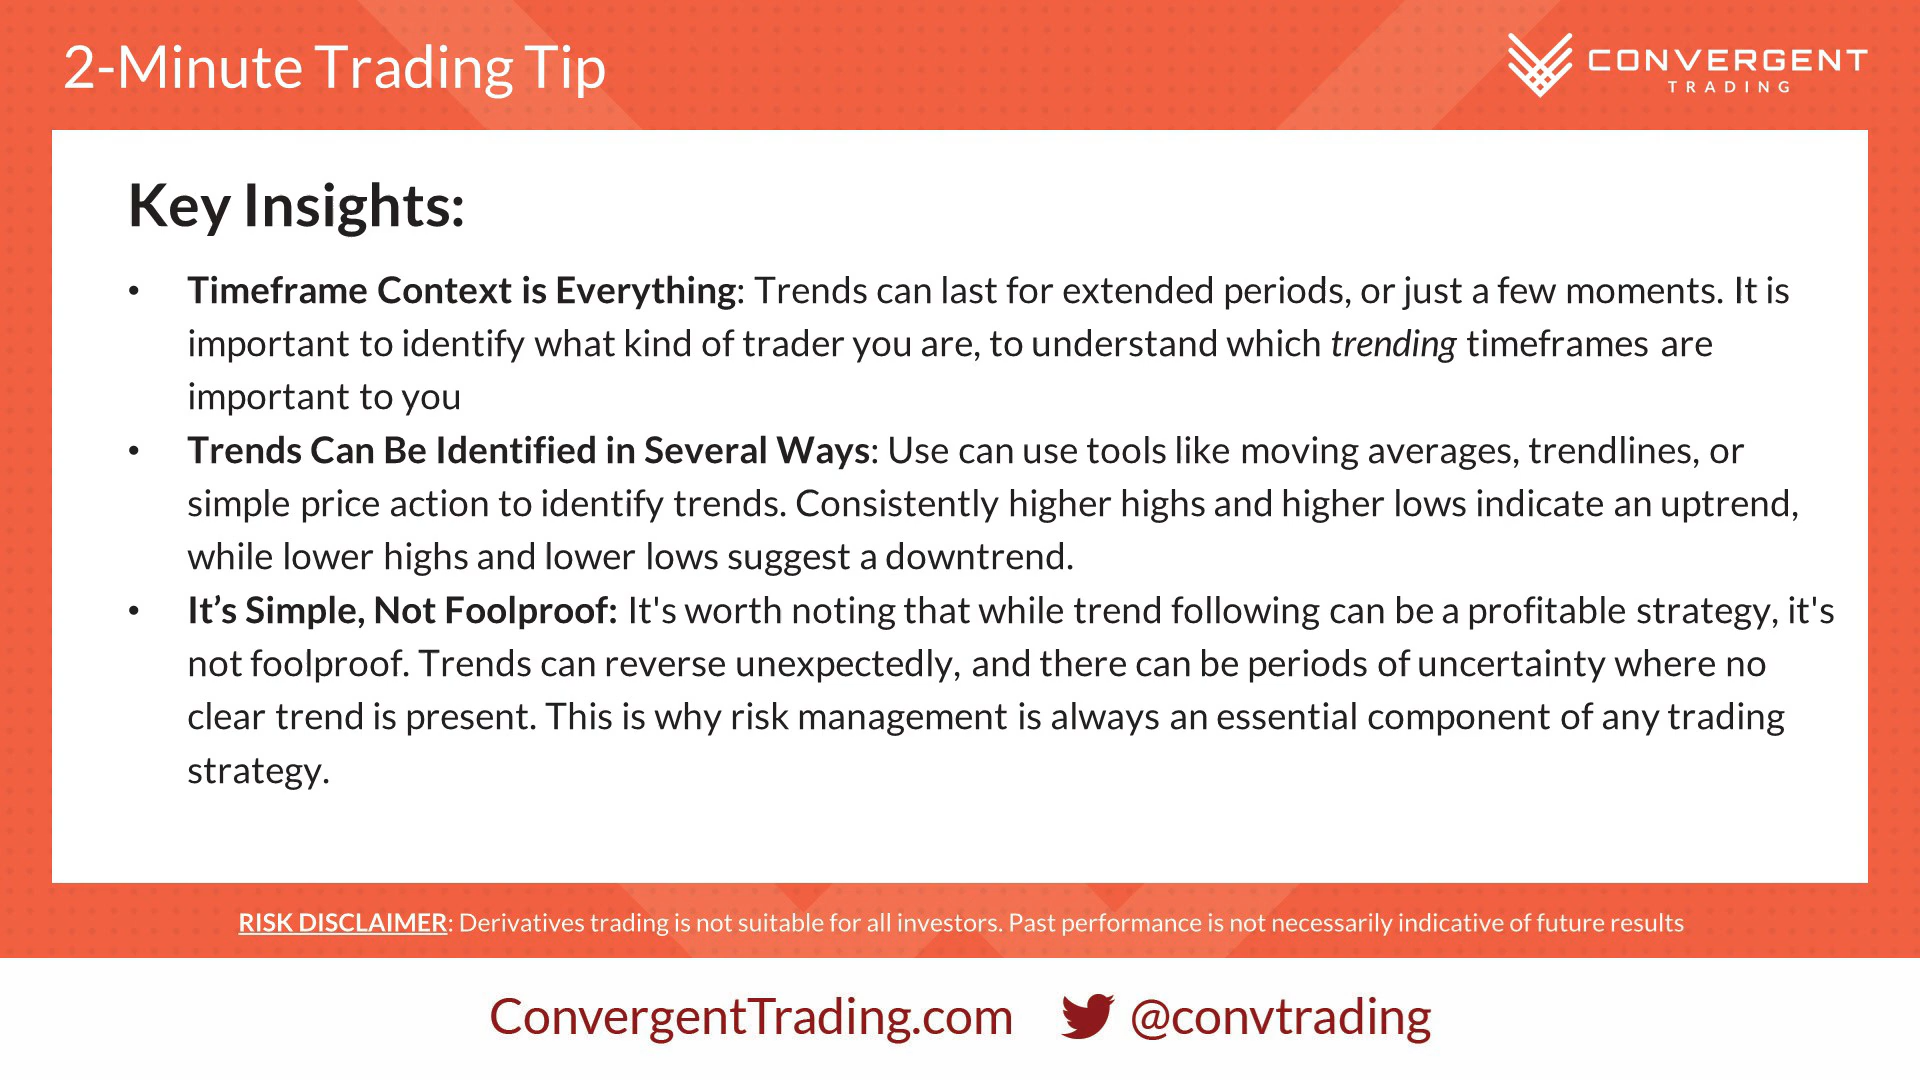 2-Minute Trading Tip
CONVERGENT
TRADING
Key Insights:
• Timeframe Context is Everything: Trends can last for extended periods, or just a few moments. It is
important to identify what kind of trader you are, to understand which trending timeframes are
important to you
• Trends Can Be Identified in Several Ways: Use can use tools like moving averages, trendlines, or
simple price action to identify trends. Consistently higher highs and higher lows indicate an uptrend,
while lower highs and lower lows suggest a downtrend.
• It’s Simple, Not Foolproof: It's worth noting that while trend following can be a profitable strategy, it's
not foolproof. Trends can reverse unexpectedly, and there can be periods of uncertainty where no
clear trend is present. This is why risk management is always an essential component of any trading
strategy.
RISK DISCLAIMER: Derivatives trading is not suitable for all investors. Past performance is not necessarily indicative of future results
ConvergentTrading.com @convtrading